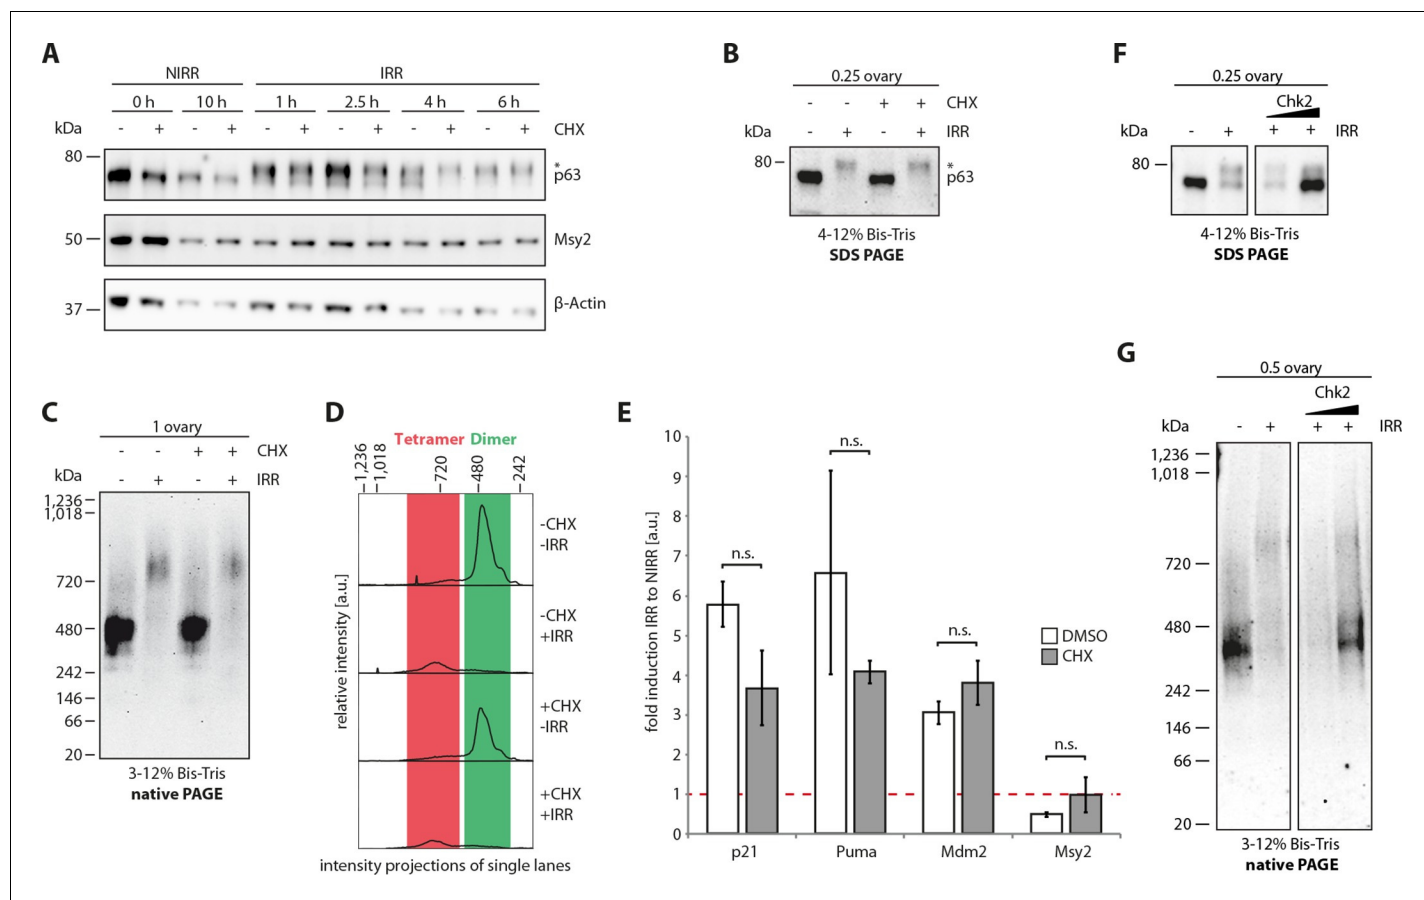 A
NIRR IRR
0 h 10 h 1 h 2.5 h 4 h 6 h
kDa - + - + - + - + - + - + CHX
80
*
p63
50 Msy2
37 β-Actin
B
0.25 ovary
- - + + CHX
kDa - + - + IRR
80 *
p63
4-12% Bis-Tris
SDS PAGE
F
0.25 ovary
Chk2
kDa - + + + IRR
80
4-12% Bis-Tris
SDS PAGE
C
1 ovary
- - + + CHX
kDa - + - + IRR
1,236
1,018
720
480
242
146
66
20
3-12% Bis-Tris
native PAGE
D
Tetramer Dimer
1,236 1,018 720 480 242
relative intensity [a.u.]
-CHX
-IRR
-CHX
+IRR
+CHX
-IRR
+CHX
+IRR
intensity projections of single lanes
E
fold induction IRR to NIRR [a.u.]
10
9
8
7
6
5
4
3
2
1
0
n.s.
n.s.
n.s.
n.s.
DMSO
CHX
p21 Puma Mdm2 Msy2
G
0.5 ovary
Chk2
kDa - + + + IRR
1,236
1,018
720
480
242
146
66
20
3-12% Bis-Tris
native PAGE